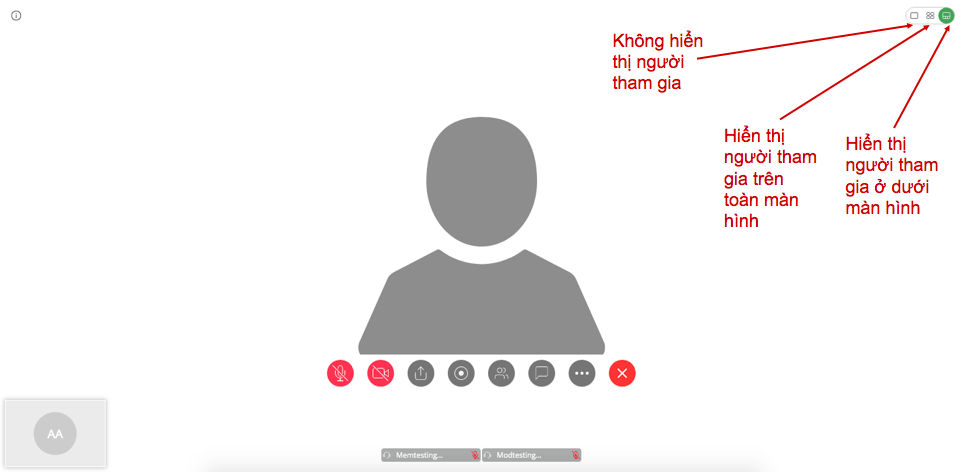 Không hiển
thị người
tham gia
Hiển thị
người tham
gia trên
toàn màn
hình
Hiển thị
người tham
gia ở dưới
màn hình
AA
Memtesting...
Modtesting...